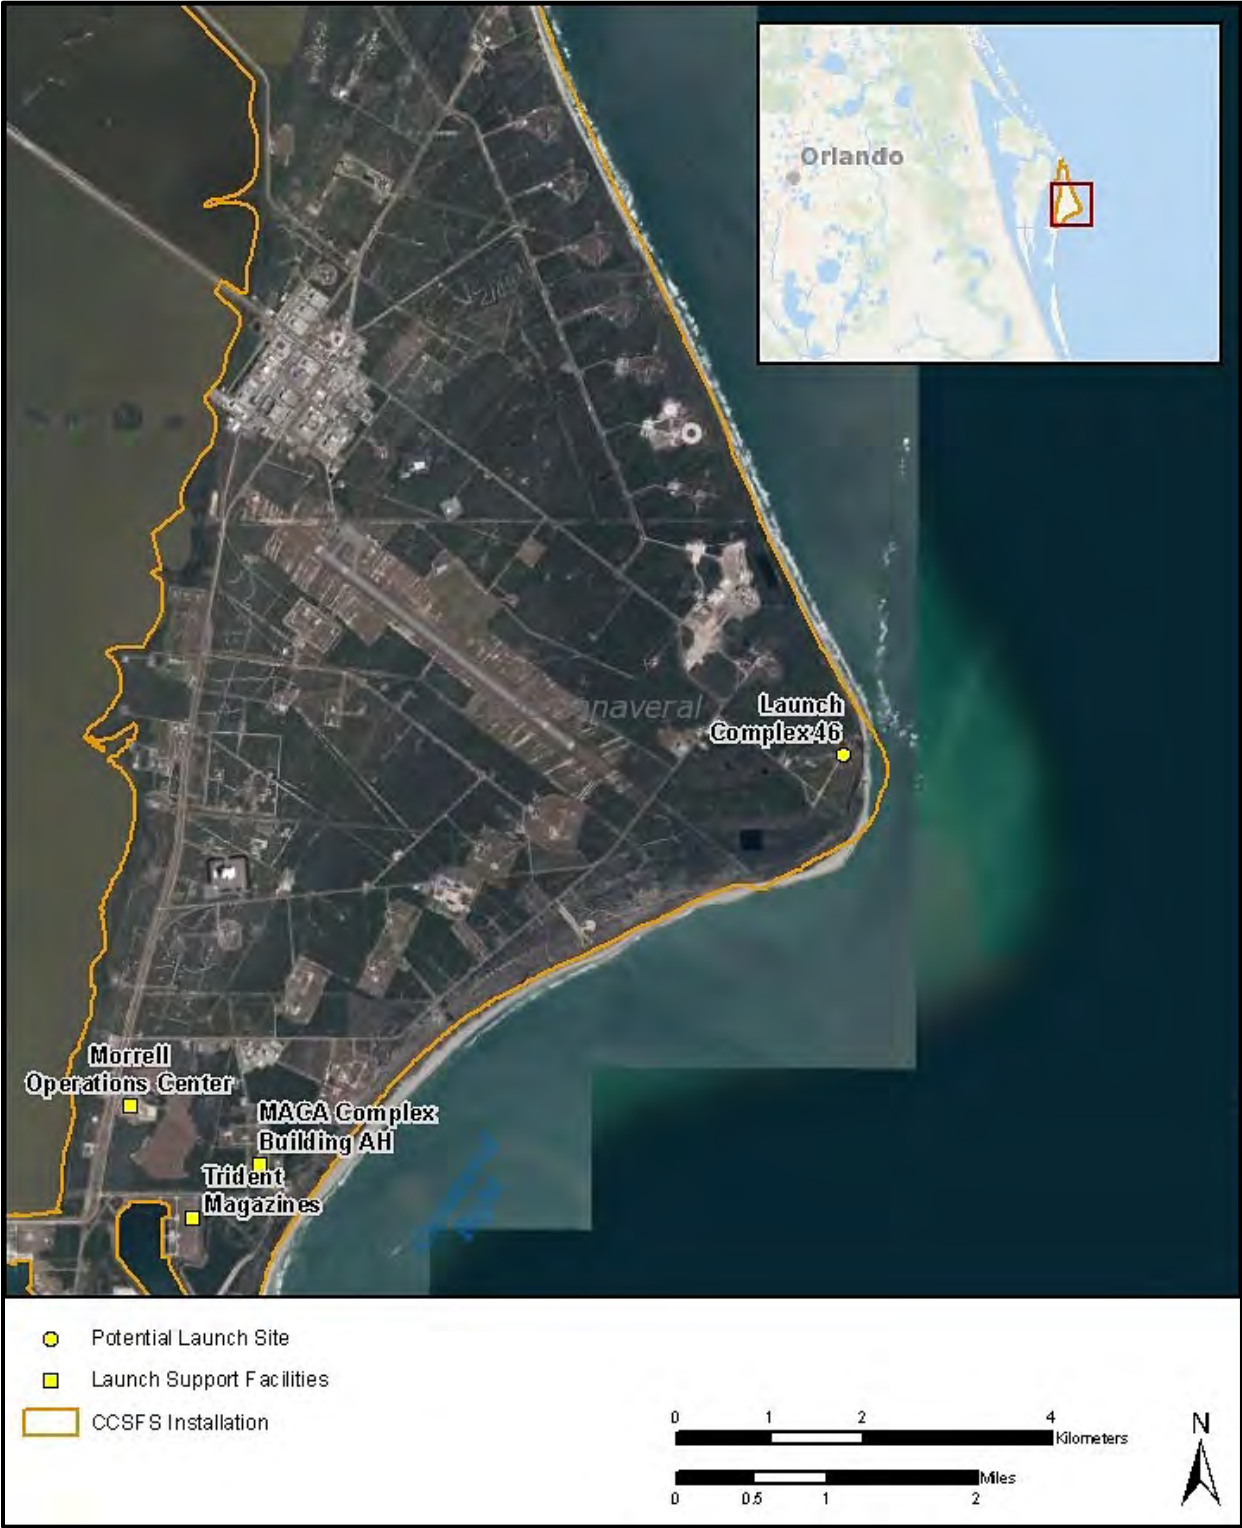 Orlando
naveral
Launch
Complex 46
Morrell
Operations Center
MACA Complex
Building AH
Trident
Magazines
Potential Launch Site
Launch Support Facilities
CCSFS Installation
0 1 2 4
Kilometers
Miles
0 0.5 1 2
N